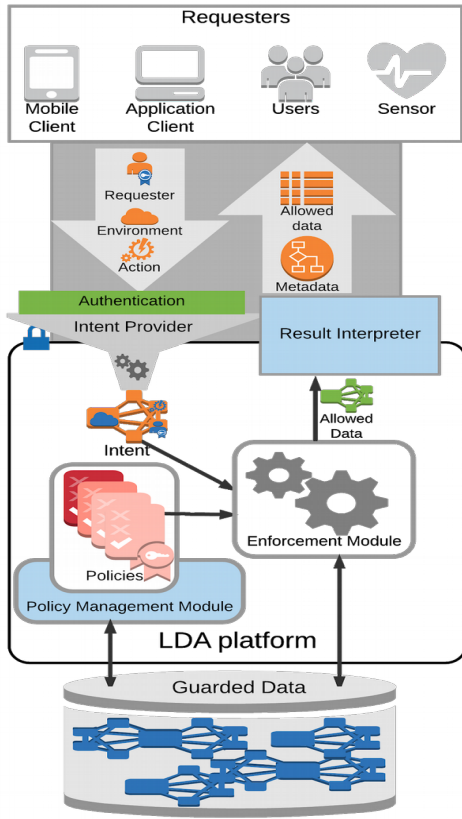 Requesters
Mobile
Client
Application
Client
Users
Sensor
Requester
Environment
Action
Allowed
data
Metadata
Authentication
Intent Provider
Result Interpreter
Intent
Allowed
Data
Enforcement Module
Policies
Policy Management Module
LDA platform
Guarded Data